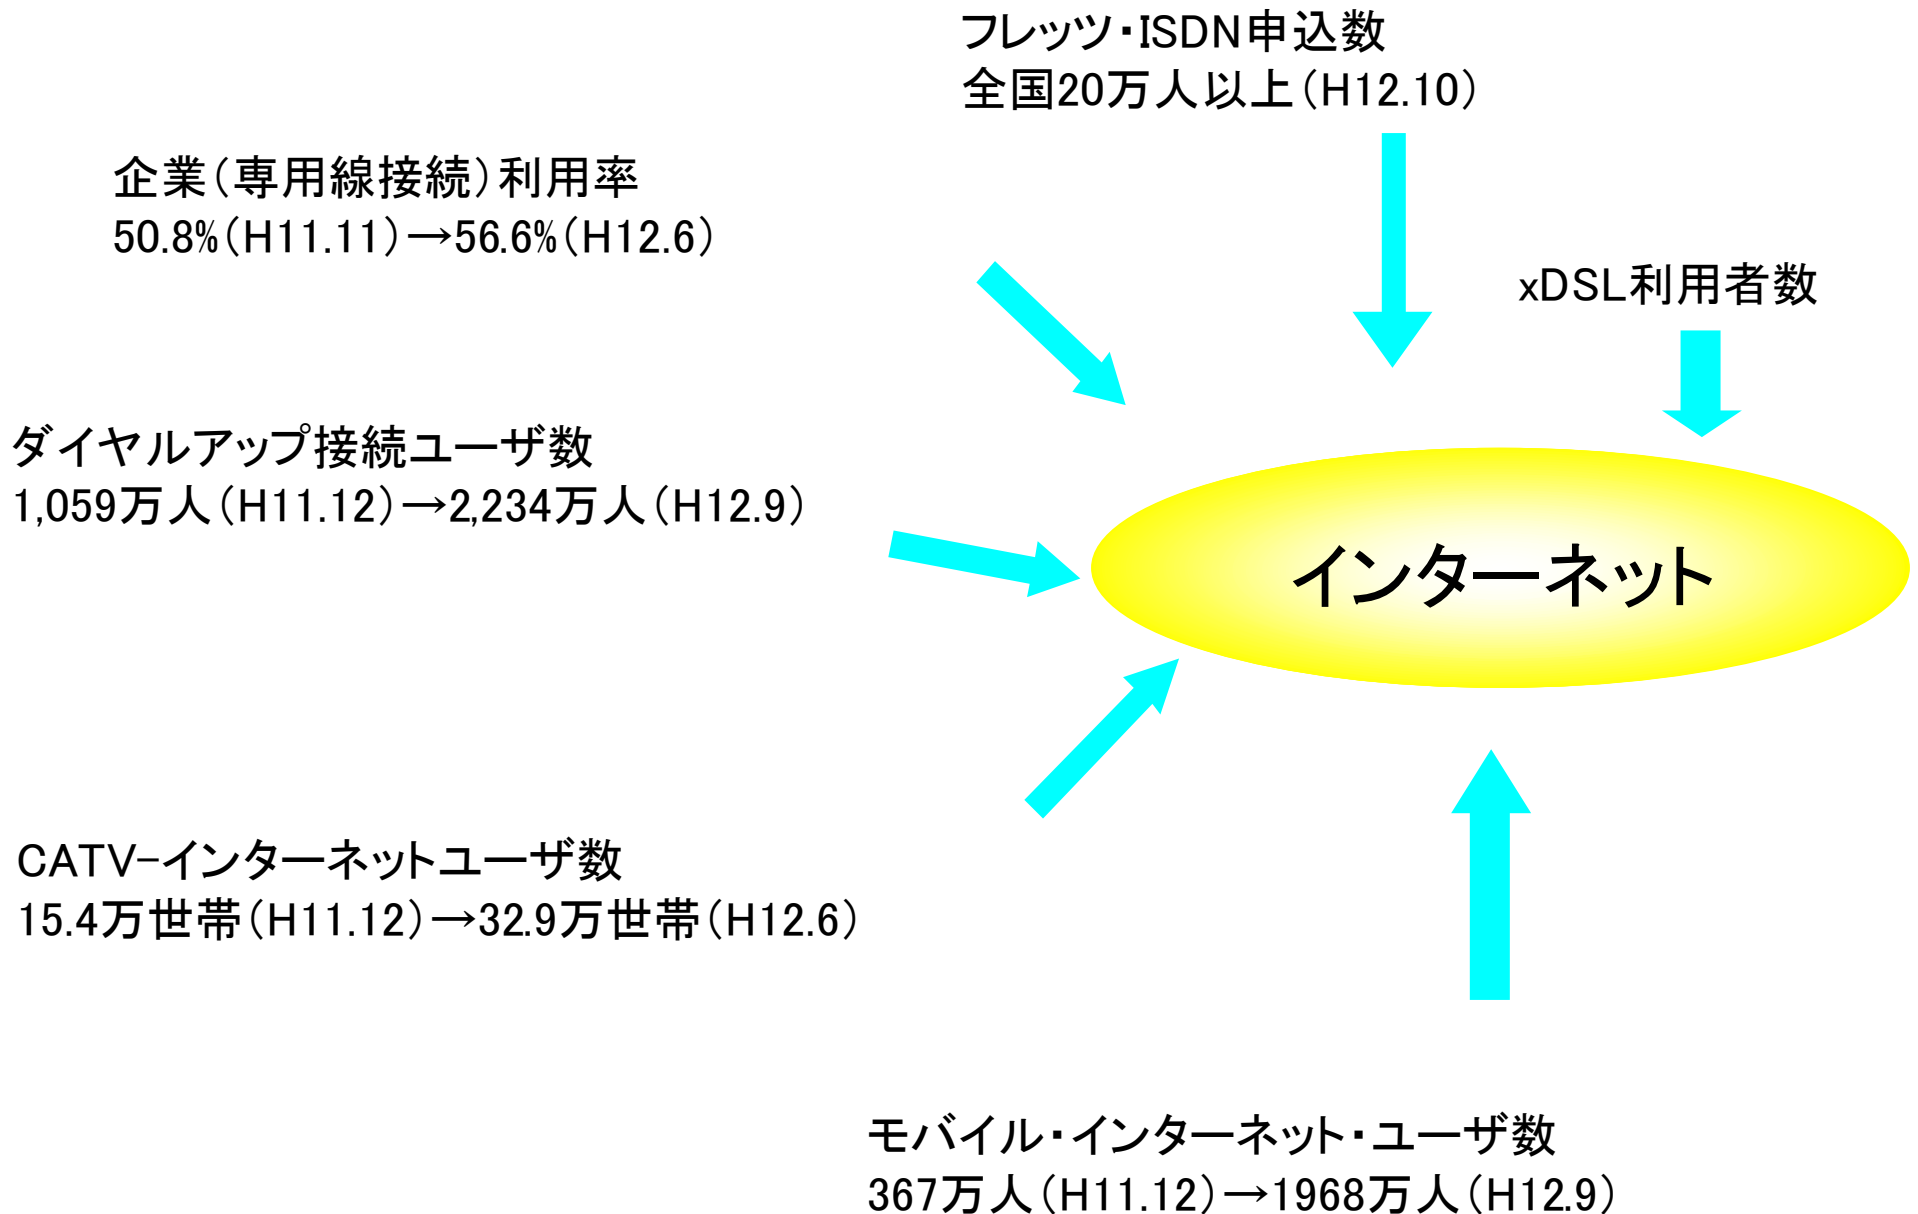 フレッツ・ISDN申込数
全国20万人以上（H12.10）
企業（専用線接続）利用率
50.8%（H11.11）→56.6%（H12.6）
xDSL利用者数
ダイヤルアップ接続ユーザ数
1,059万人（H11.12）→2,234万人（H12.9）
インターネット
CATV-インターネットユーザ数
15.4万世帯（H11.12）→32.9万世帯（H12.6）
モバイル・インターネット・ユーザ数
367万人（H11.12）→1968万人（H12.9）